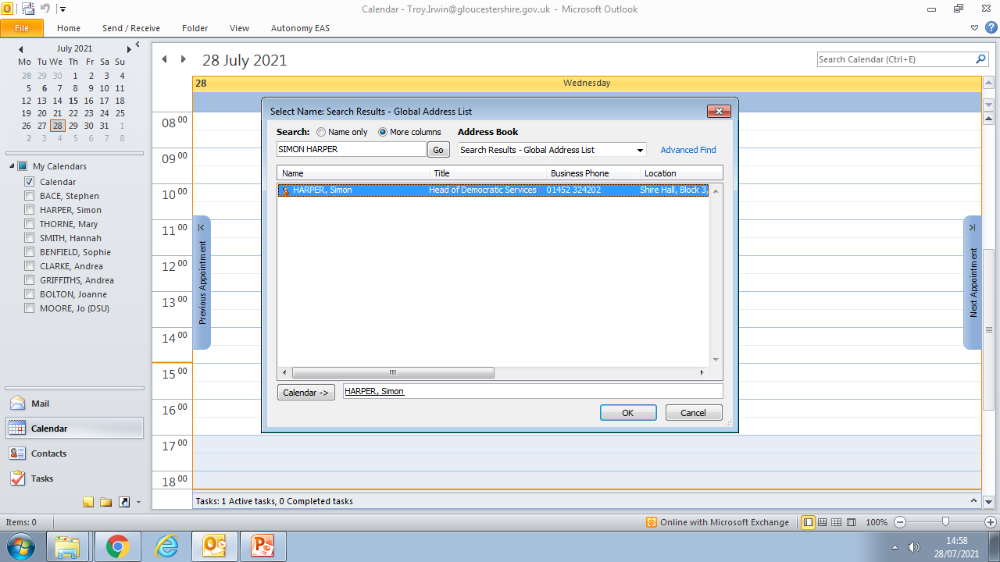 Calendar - Troy.Irwin@gloucestershire.gov.uk - Microsoft Outlook
File Home Send / Receive Folder View Autonomy EAS
July 2021
Mo Tu We Th Fr Sa Su
28 29 30 1 2 3 4
5 6 7 8 9 10 11
12 13 14 15 16 17 18
19 20 21 22 23 24 25
26 27 28 29 30 31 1
2 3 4 5 6 7 8
My Calendars
Calendar
BACE, Stephen
HARPER, Simon
THORNE, Mary
SMITH, Hannah
BENFIELD, Sophie
CLARKE, Andrea
GRIFFITHS, Andrea
BOLTON, Joanne
MOORE, Jo (DSU)
Mail
Calendar
Contacts
Tasks
28 July 2021
Search Calendar (Ctrl+E)
28 Wednesday
08 00
09 00
10 00
11 00
12 00
13 00
14 00
15 00
16 00
17 00
18 00
Previous Appointment
Next Appointment
Select Name: Search Results - Global Address List
Search: Name only More columns Address Book
SIMON HARPER Go Search Results - Global Address List Advanced Find
Name Title Business Phone Location
HARPER, Simon Head of Democratic Services 01452 324202 Shire Hall, Block 3
Calendar -> HARPER, Simon
OK Cancel
Tasks: 1 Active tasks, 0 Completed tasks
Items: 0 Online with Microsoft Exchange 100%
14:58
28/07/2021